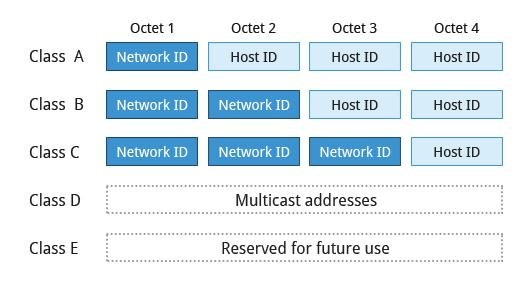 Octet 1 Octet 2 Octet 3 Octet 4
Class A Network ID Host ID Host ID Host ID
Class B Network ID Network ID Host ID Host ID
Class C Network ID Network ID Network ID Host ID
Class D Multicast addresses
Class E Reserved for future use